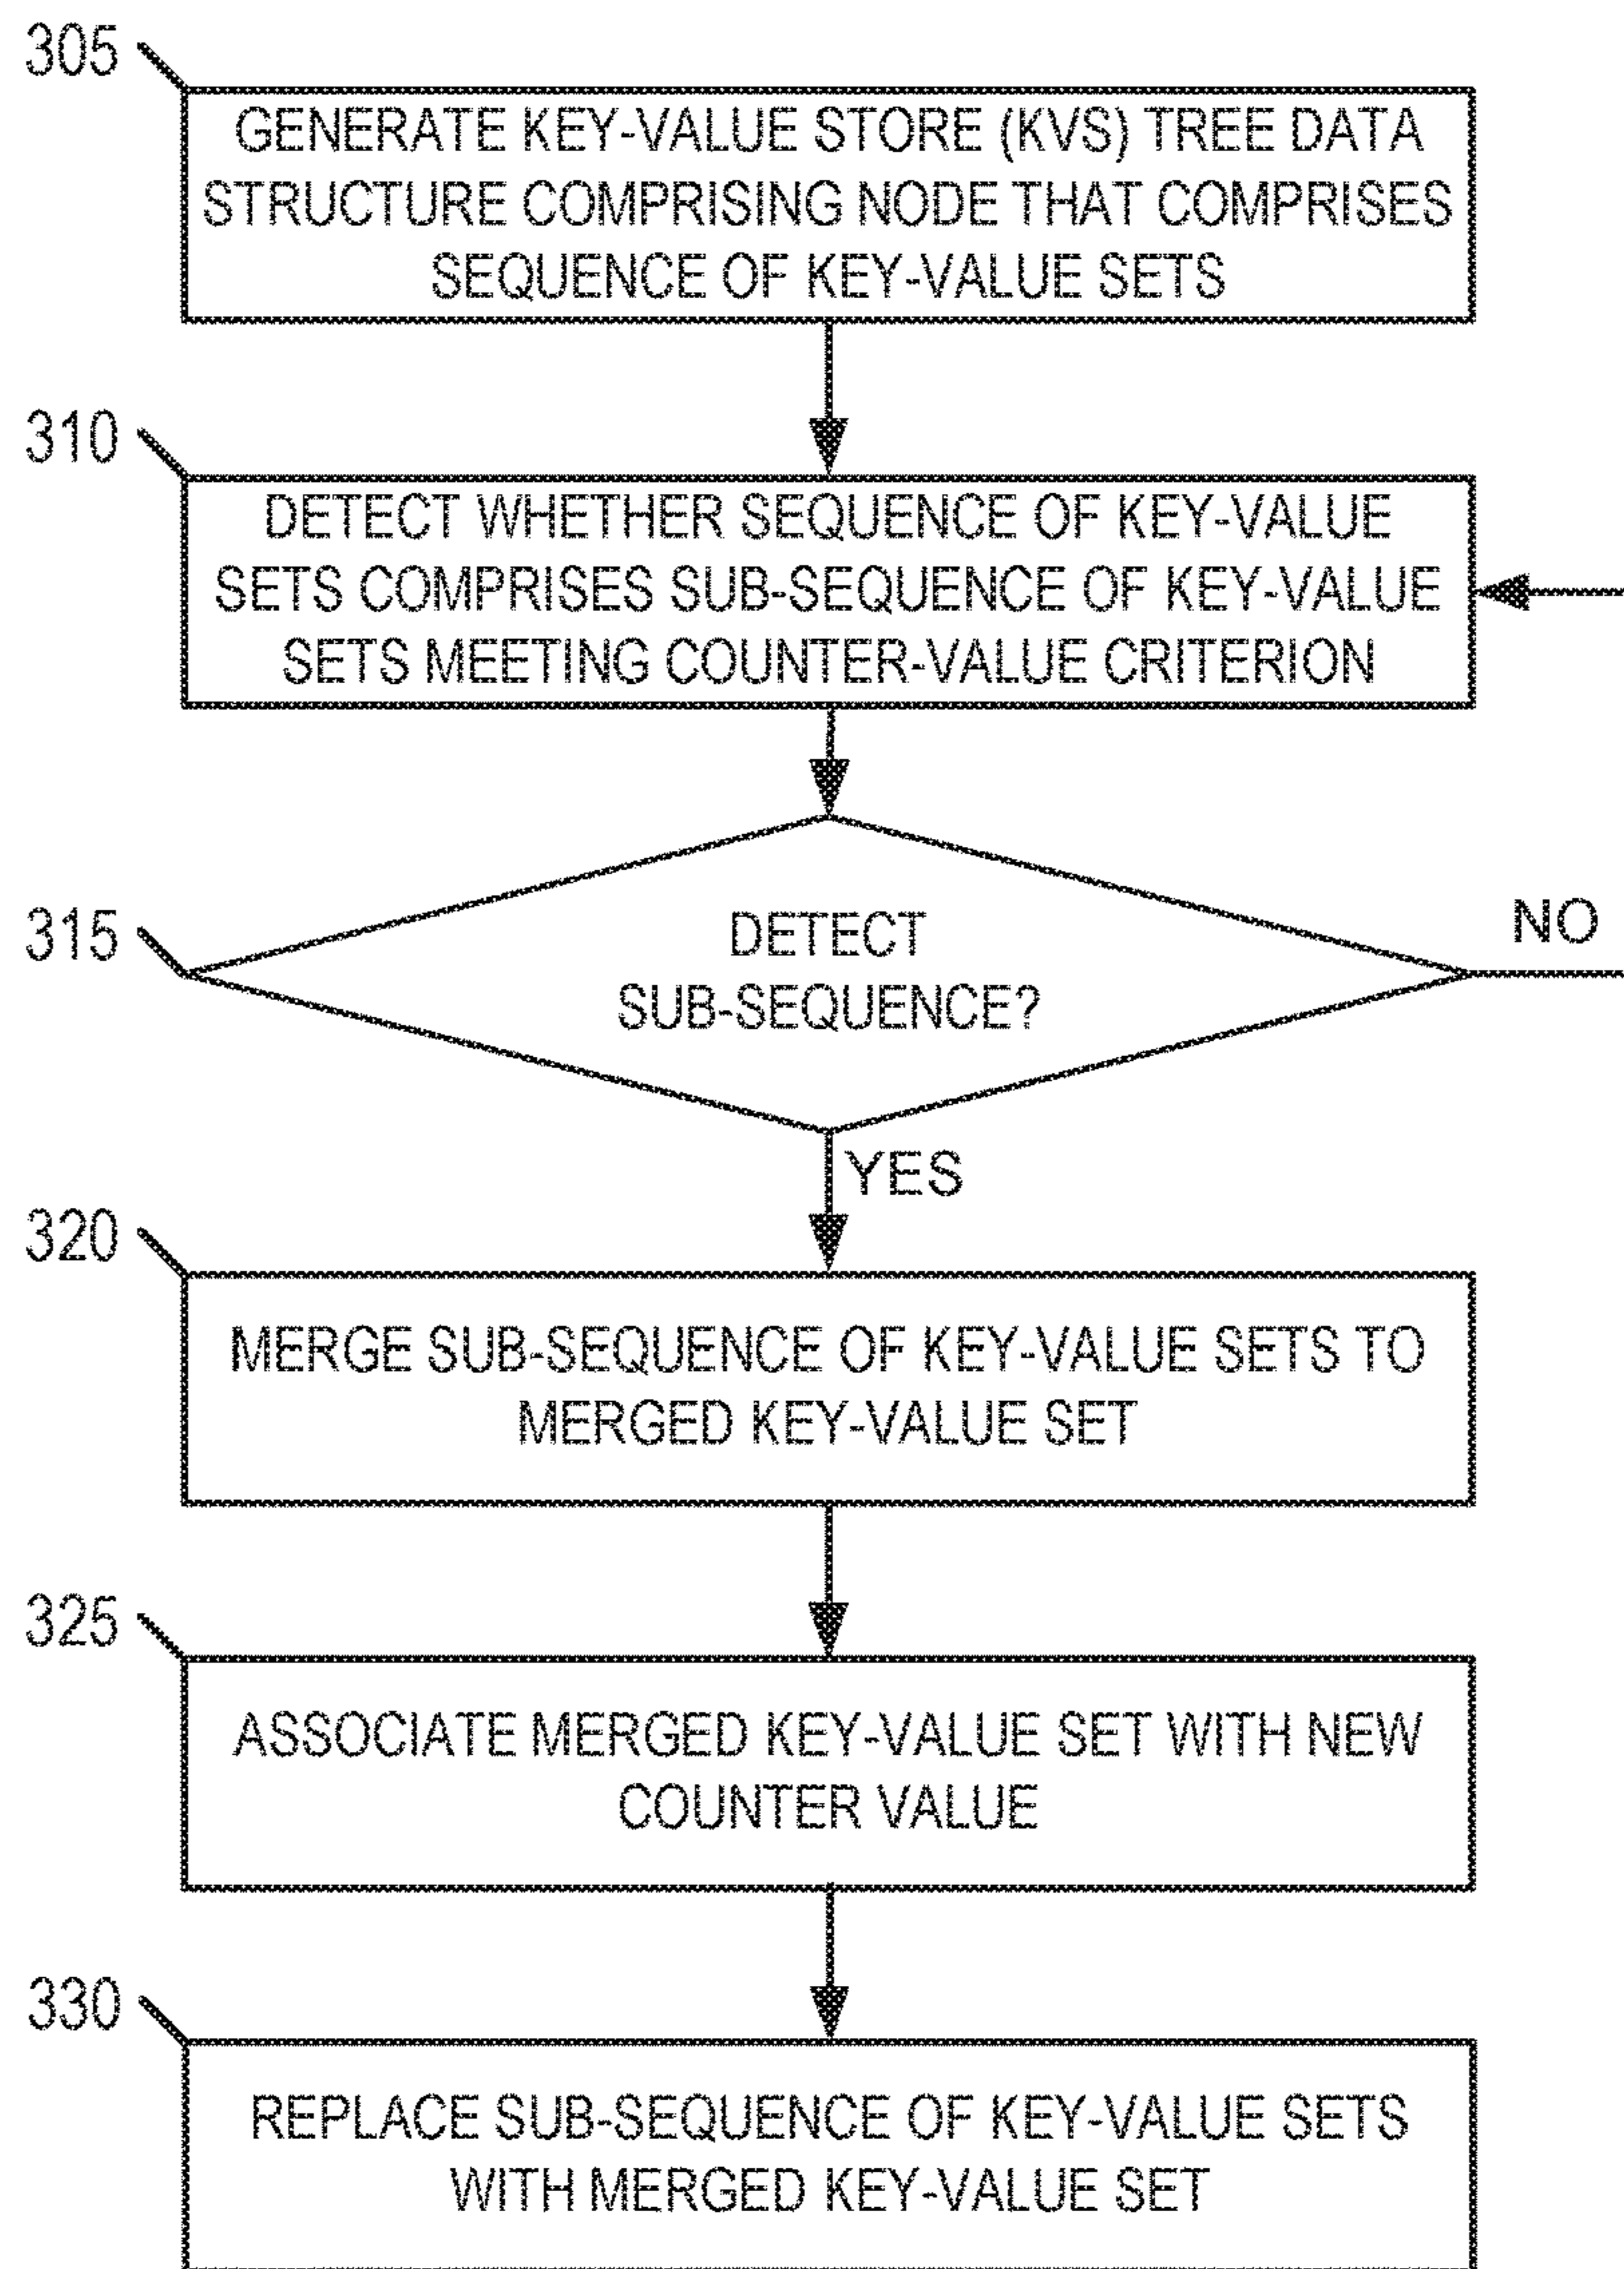 305
GENERATE KEY-VALUE STORE (KVS) TREE DATA
STRUCTURE COMPRISING NODE THAT COMPRISES
SEQUENCE OF KEY-VALUE SETS
310
DETECT WHETHER SEQUENCE OF KEY-VALUE
SETS COMPRISES SUB-SEQUENCE OF KEY-VALUE
SETS MEETING COUNTER-VALUE CRITERION
315
DETECT
SUB-SEQUENCE?
NO
YES
320
MERGE SUB-SEQUENCE OF KEY-VALUE SETS TO
MERGED KEY-VALUE SET
325
ASSOCIATE MERGED KEY-VALUE SET WITH NEW
COUNTER VALUE
330
REPLACE SUB-SEQUENCE OF KEY-VALUE SETS
WITH MERGED KEY-VALUE SET